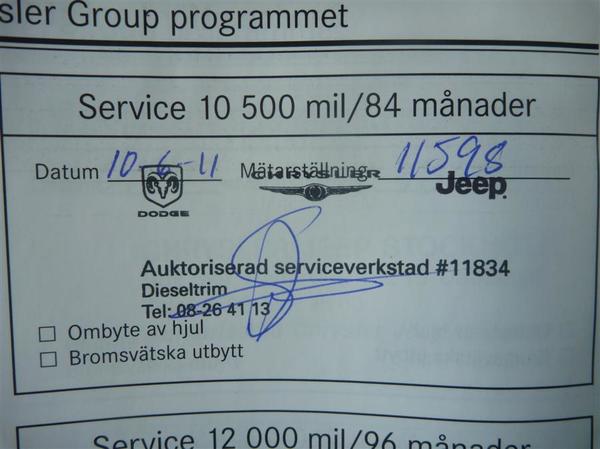 sler Group programmet
Service 10 500 mil/84 månader
Datum 10-6-11 Mätarställning 11598
DODGE CHRYSLER Jeep
Auktoriserad serviceverkstad #11834
Dieseltrim
Tel: 08-26 41 13
Ombyte av hjul
Bromsvätska utbytt
Service 12 000 mil/96 månader